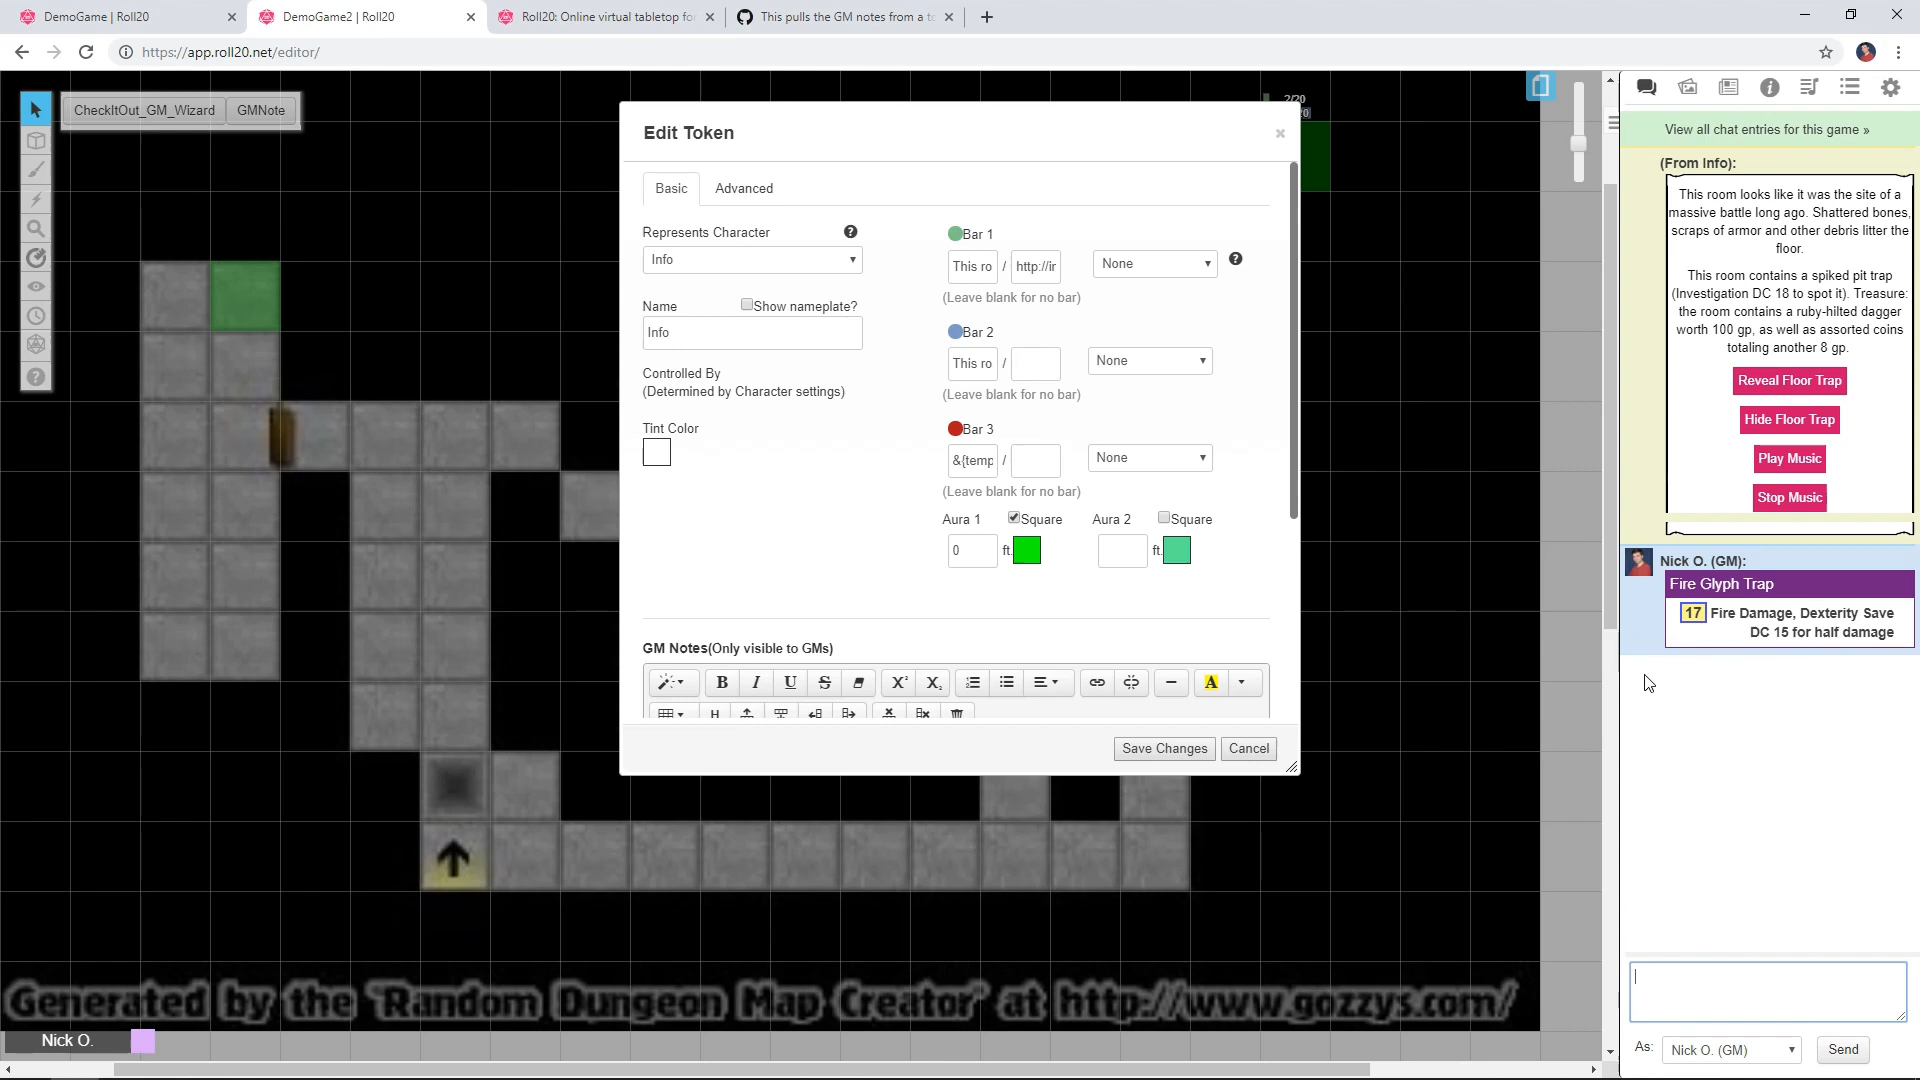 DemoGame | Roll20
DemoGame2 | Roll20
Roll20: Online virtual tabletop fo
This pulls the GM notes from a t
https://app.roll20.net/editor/
CheckItOut_GM_Wizard
GMNote
2/20
Edit Token
Basic
Advanced
Represents Character
Info
Name
Show nameplate?
Info
Controlled By
(Determined by Character settings)
Tint Color
Bar 1
This ro / http://ir
None
(Leave blank for no bar)
Bar 2
This ro /
None
(Leave blank for no bar)
Bar 3
&{temp /
None
(Leave blank for no bar)
Aura 1
Square
Aura 2
Square
0 ft.
ft.
GM Notes(Only visible to GMs)
B I U S
X² X₂
A
H
Save Changes
Cancel
View all chat entries for this game »
(From Info):
This room looks like it was the site of a
massive battle long ago. Shattered bones,
scraps of armor and other debris litter the
floor.
This room contains a spiked pit trap
(Investigation DC 18 to spot it). Treasure:
the room contains a ruby-hilted dagger
worth 100 gp, as well as assorted coins
totaling another 8 gp.
Reveal Floor Trap
Hide Floor Trap
Play Music
Stop Music
Nick O. (GM):
Fire Glyph Trap
17 Fire Damage, Dexterity Save
DC 15 for half damage
As:
Nick O. (GM)
Send
Generated by the "Random Dungeon Map Creator" at http://www.gozzys.com/
Nick O.